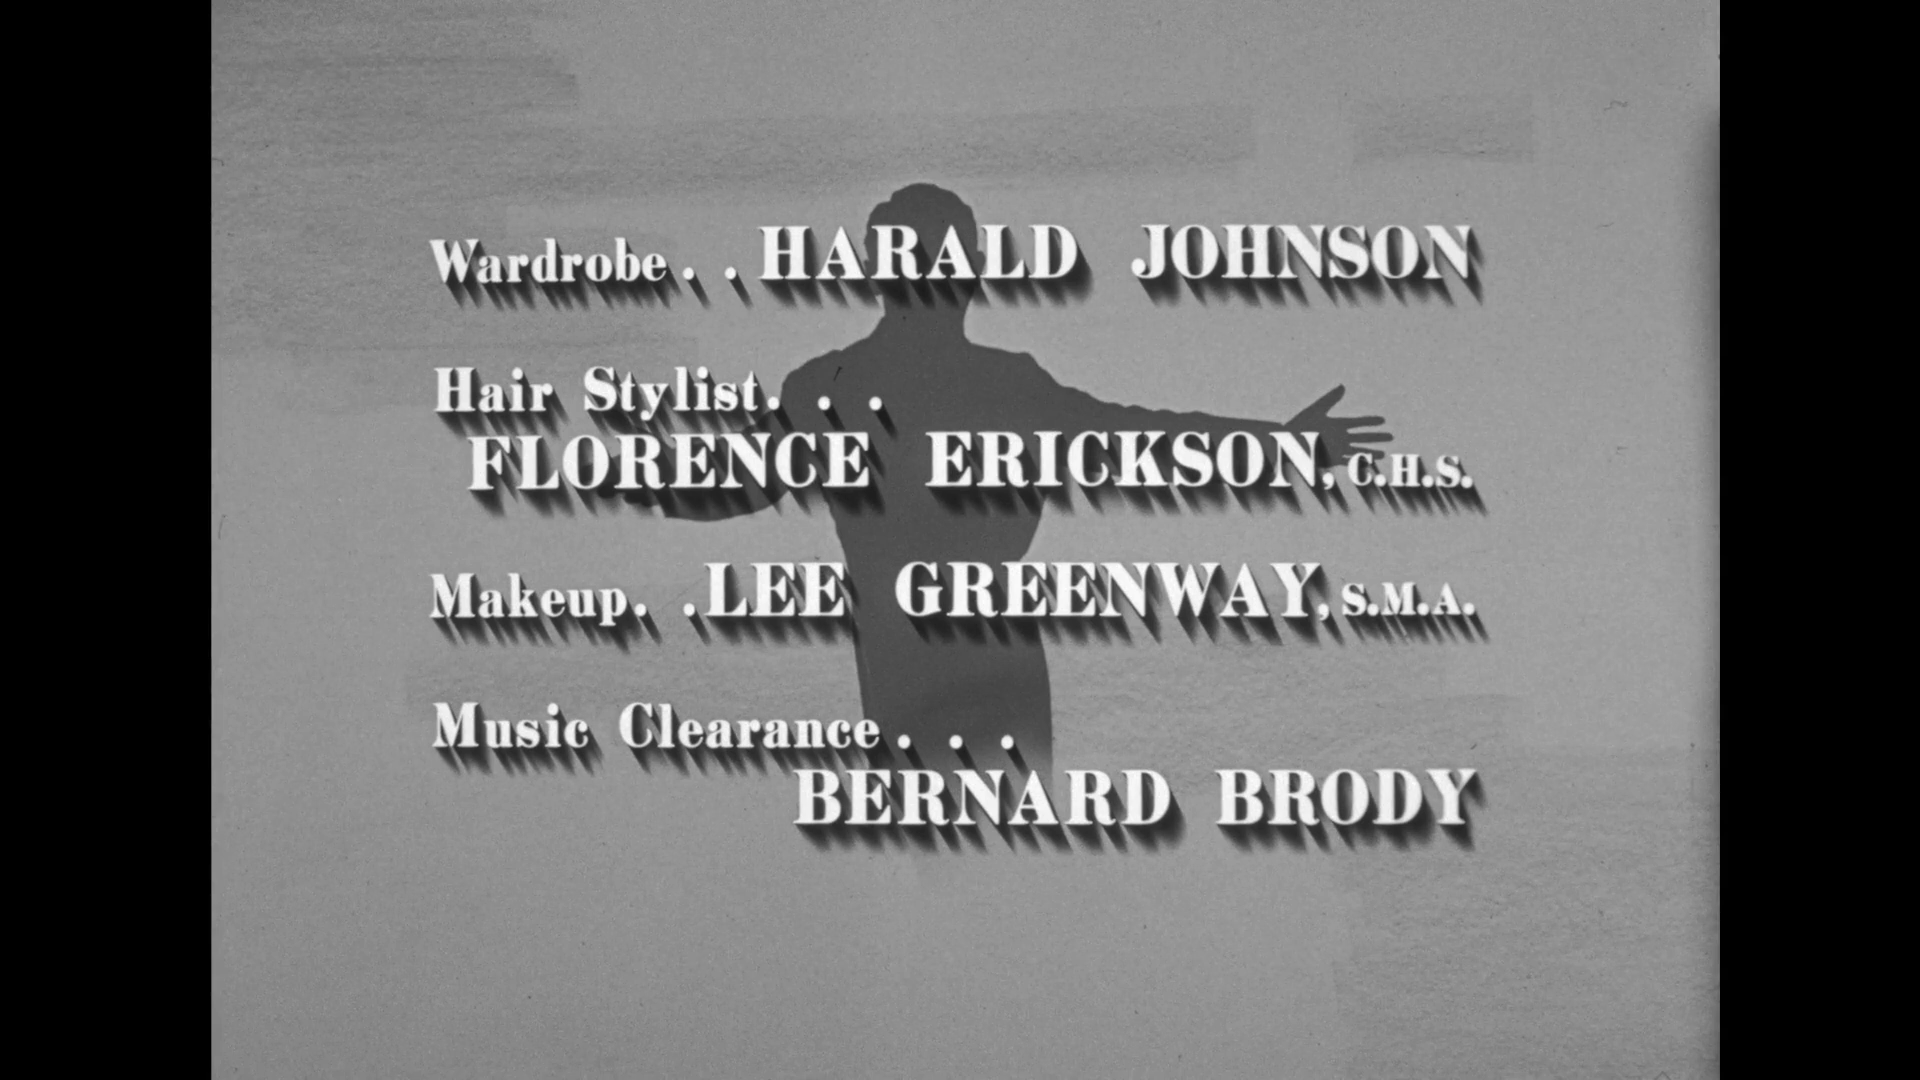 Wardrobe . . HARALD JOHNSON
Hair Stylist . . .
FLORENCE ERICKSON, C.H.S.
Makeup . . LEE GREENWAY, S.M.A.
Music Clearance . . .
BERNARD BRODY